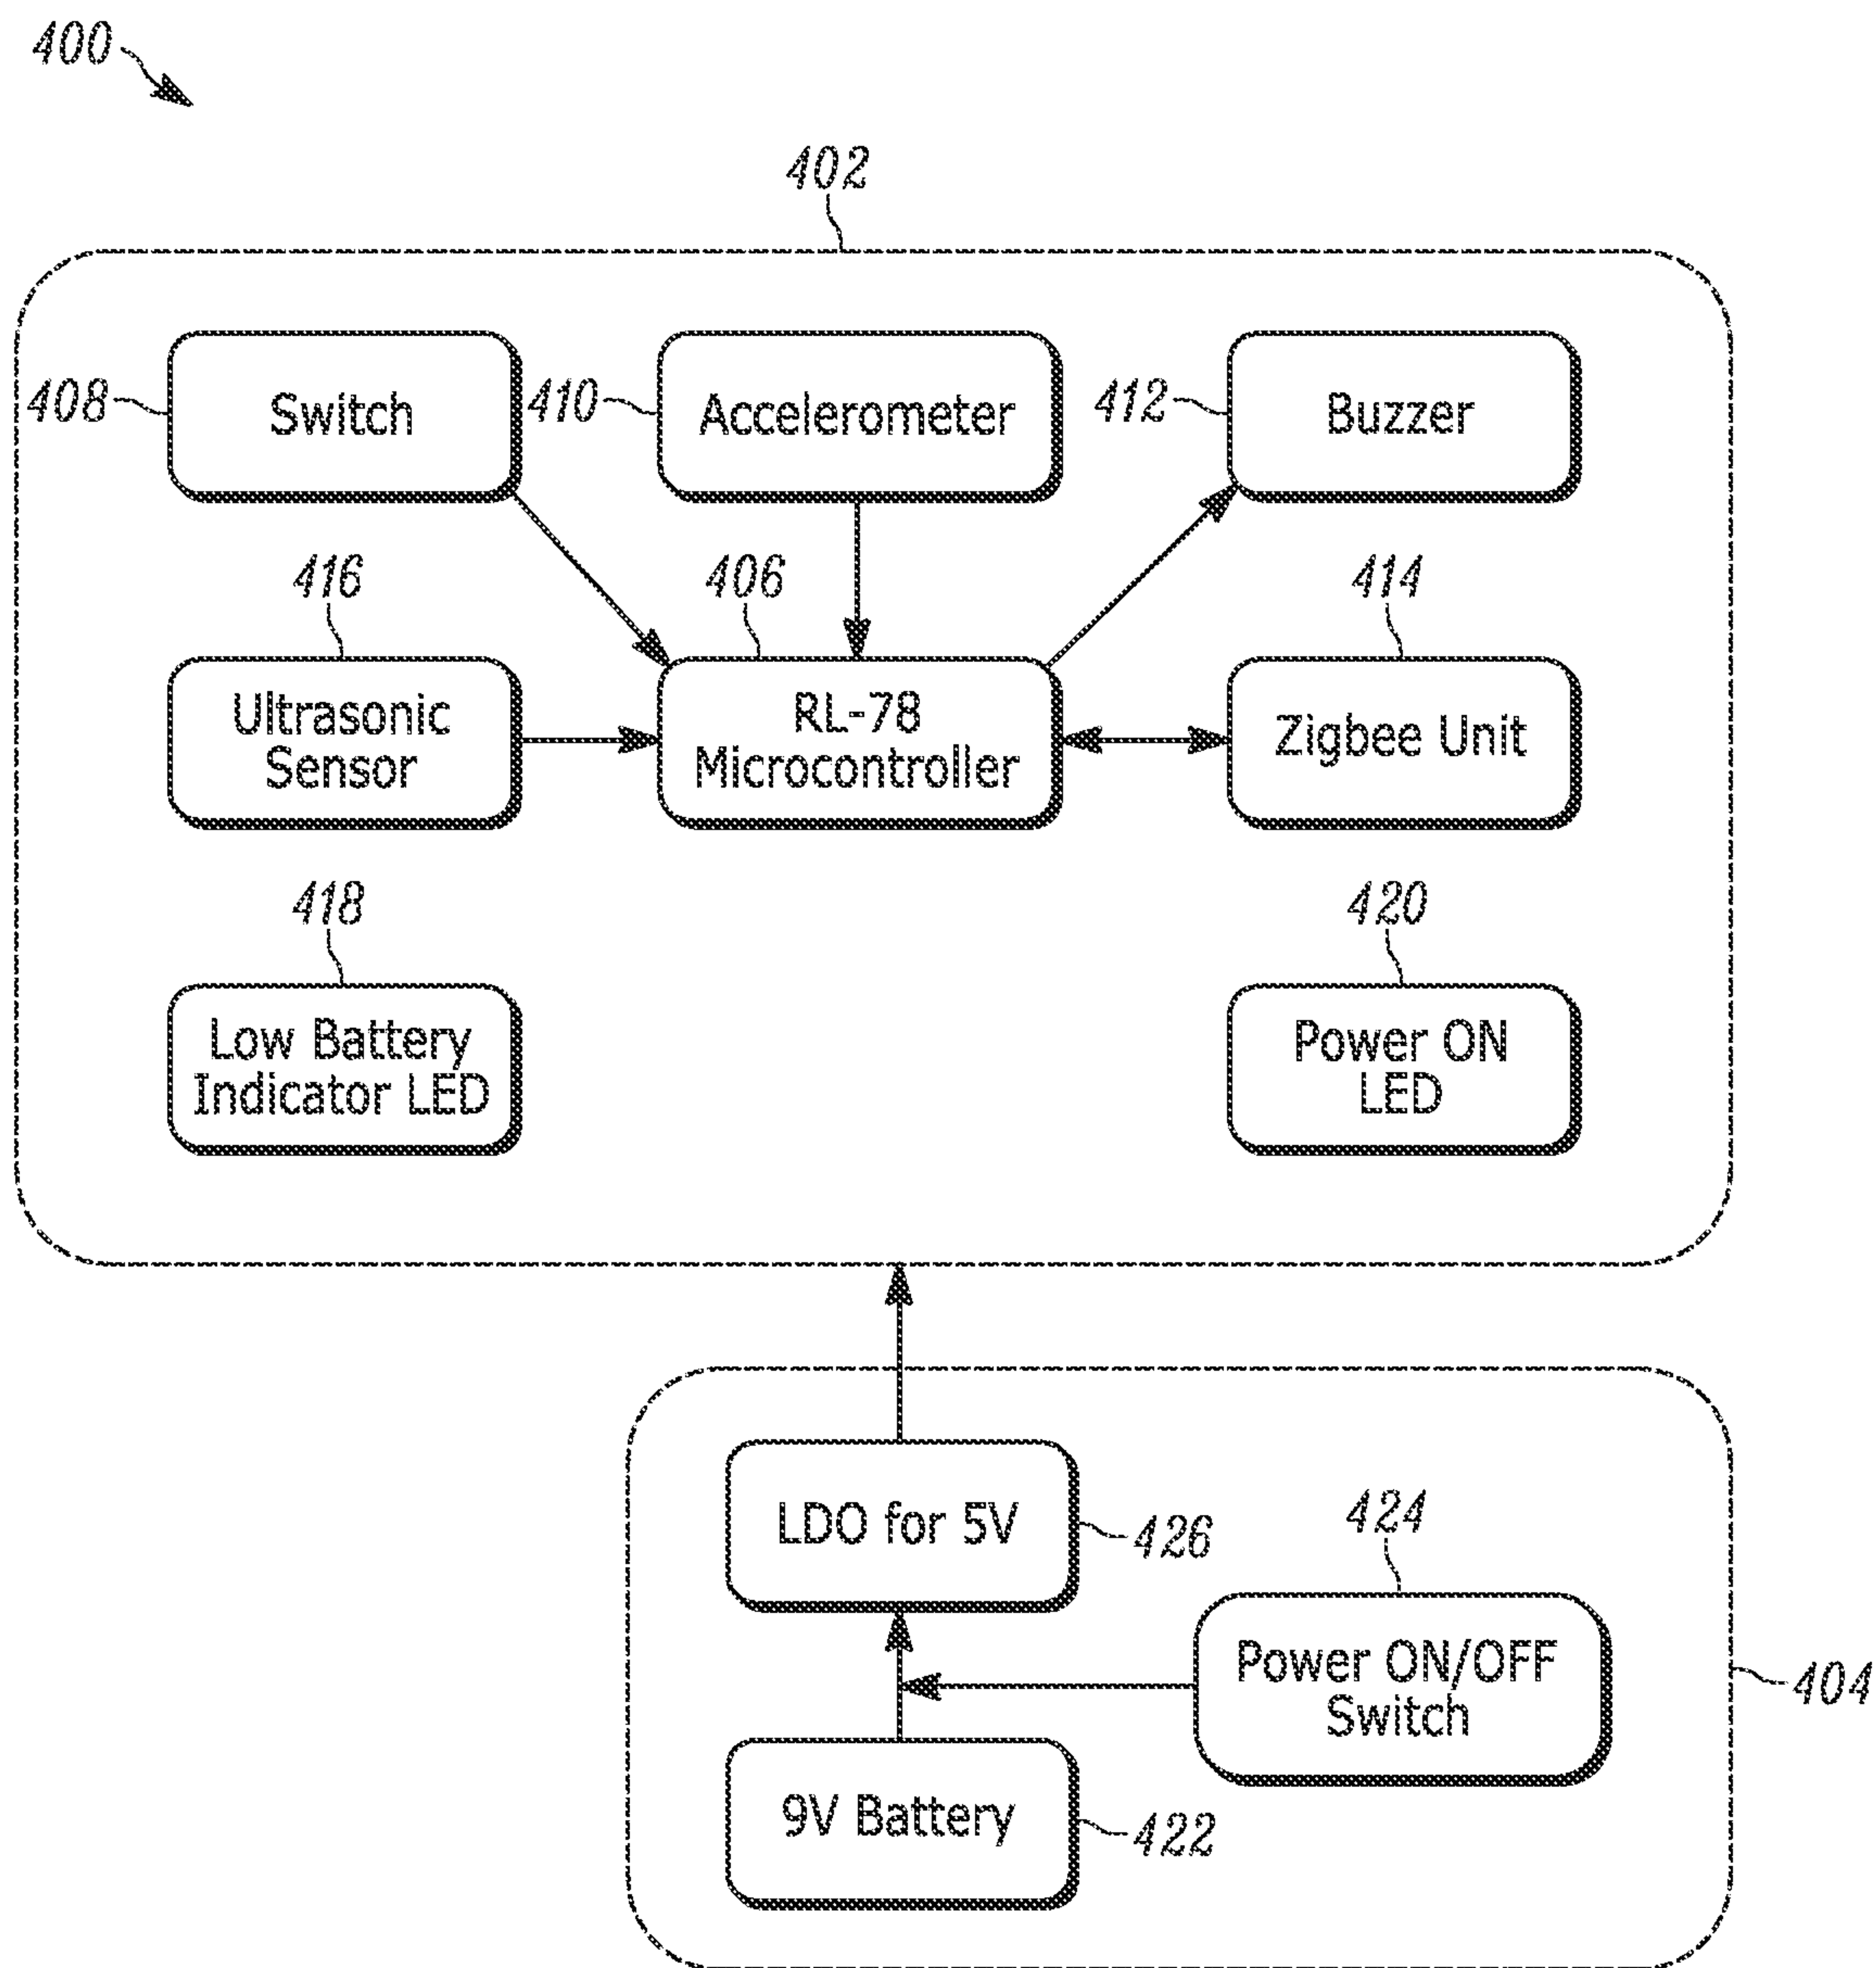 400
402
408
Switch
410
Accelerometer
412
Buzzer
416
406
414
Ultrasonic
Sensor
RL-78
Microcontroller
Zigbee Unit
418
420
Low Battery
Indicator LED
Power ON
LED
LDO for 5V
426
424
Power ON/OFF
Switch
404
9V Battery
422